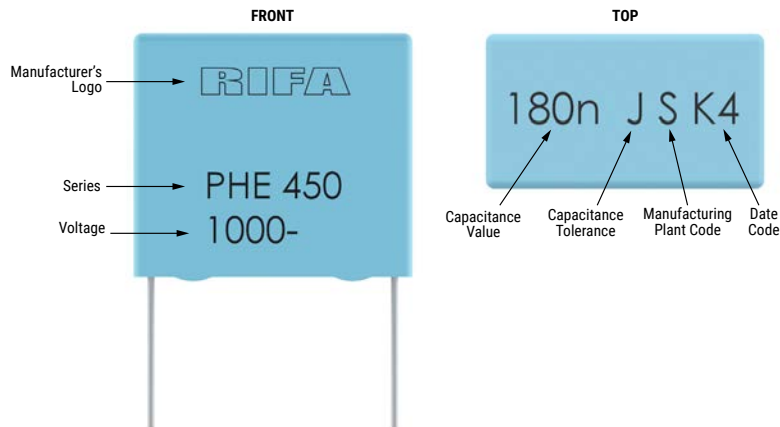 FRONT
Manufacturer's
Logo
RIFA
Series
PHE 450
Voltage
1000-
TOP
180n J S K4
Capacitance
Value
Capacitance
Tolerance
Manufacturing
Plant Code
Date
Code